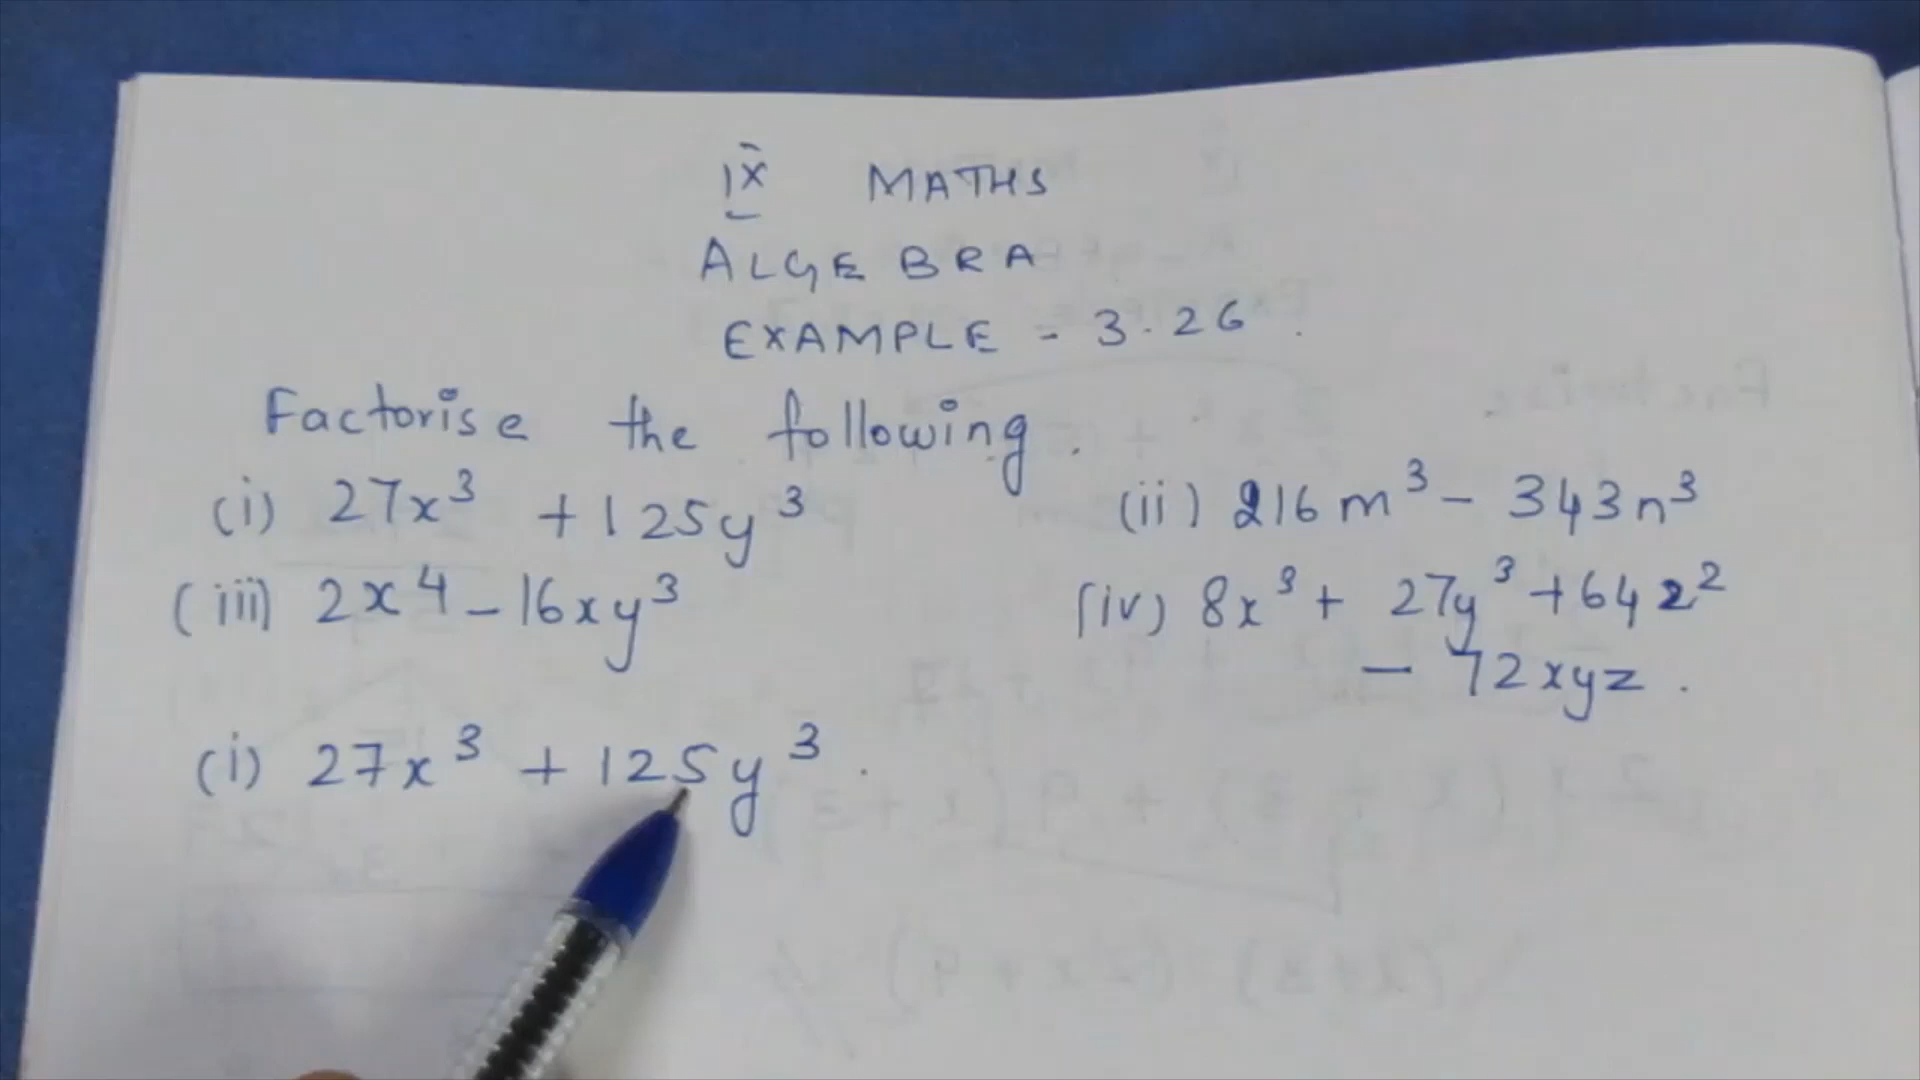 IX MATHS
ALGEBRA
EXAMPLE - 3.26.
Factorise the following.
(i) 27x³ + 125y³ (ii) 216m³ - 343n³
(iii) 2x⁴ - 16xy³ (iv) 8x³ + 27y³ + 64z²
- 72xyz.
(i) 27x³ + 125y³.